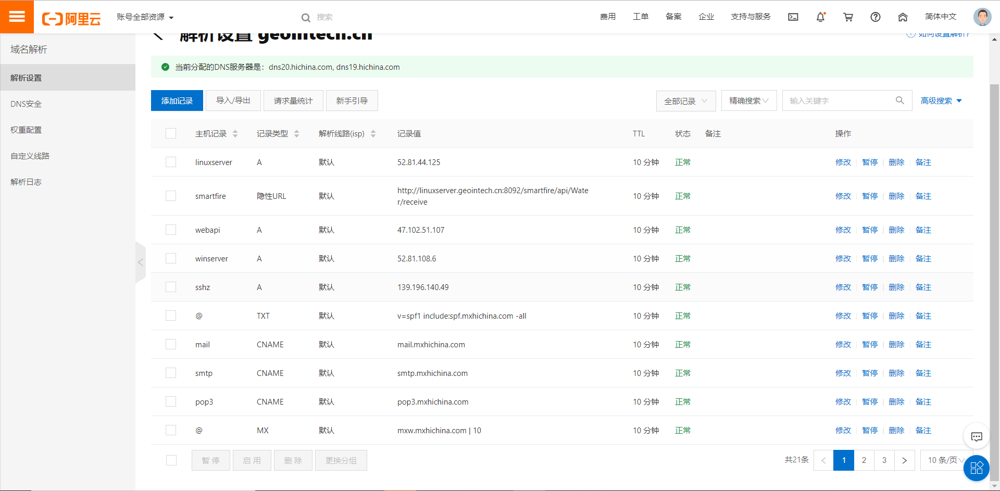 阿里云
账号全部资源
搜索
费用
工单
备案
企业
支持与服务
简体中文
解析设置 geointech.cn
如何设置解析?
域名解析
解析设置
DNS安全
权重配置
自定义线路
解析日志
当前分配的DNS服务器是: dns20.hichina.com, dns19.hichina.com
添加记录 导入/导出 请求量统计 新手引导 全部记录 精确搜索 输入关键字 高级搜索
主机记录 记录类型 解析线路(isp) 记录值 TTL 状态 备注 操作
linuxserver A 默认 52.81.44.125 10 分钟 正常 修改 暂停 删除 备注
smartfire 隐性URL 默认 http://linuxserver.geointech.cn:8092/smartfire/api/Wate
r/receive 10 分钟 正常 修改 暂停 删除 备注
webapi A 默认 47.102.51.107 10 分钟 正常 修改 暂停 删除 备注
winserver A 默认 52.81.108.6 10 分钟 正常 修改 暂停 删除 备注
sshz A 默认 139.196.140.49 10 分钟 正常 修改 暂停 删除 备注
@ TXT 默认 v=spf1 include:spf.mxhichina.com -all 10 分钟 正常 修改 暂停 删除 备注
mail CNAME 默认 mail.mxhichina.com 10 分钟 正常 修改 暂停 删除 备注
smtp CNAME 默认 smtp.mxhichina.com 10 分钟 正常 修改 暂停 删除 备注
pop3 CNAME 默认 pop3.mxhichina.com 10 分钟 正常 修改 暂停 删除 备注
@ MX 默认 mxw.mxhichina.com | 10 10 分钟 正常 修改 暂停 删除 备注
暂 停 启 用 删 除 更换分组 共21条 < 1 2 3 > 10 条/页